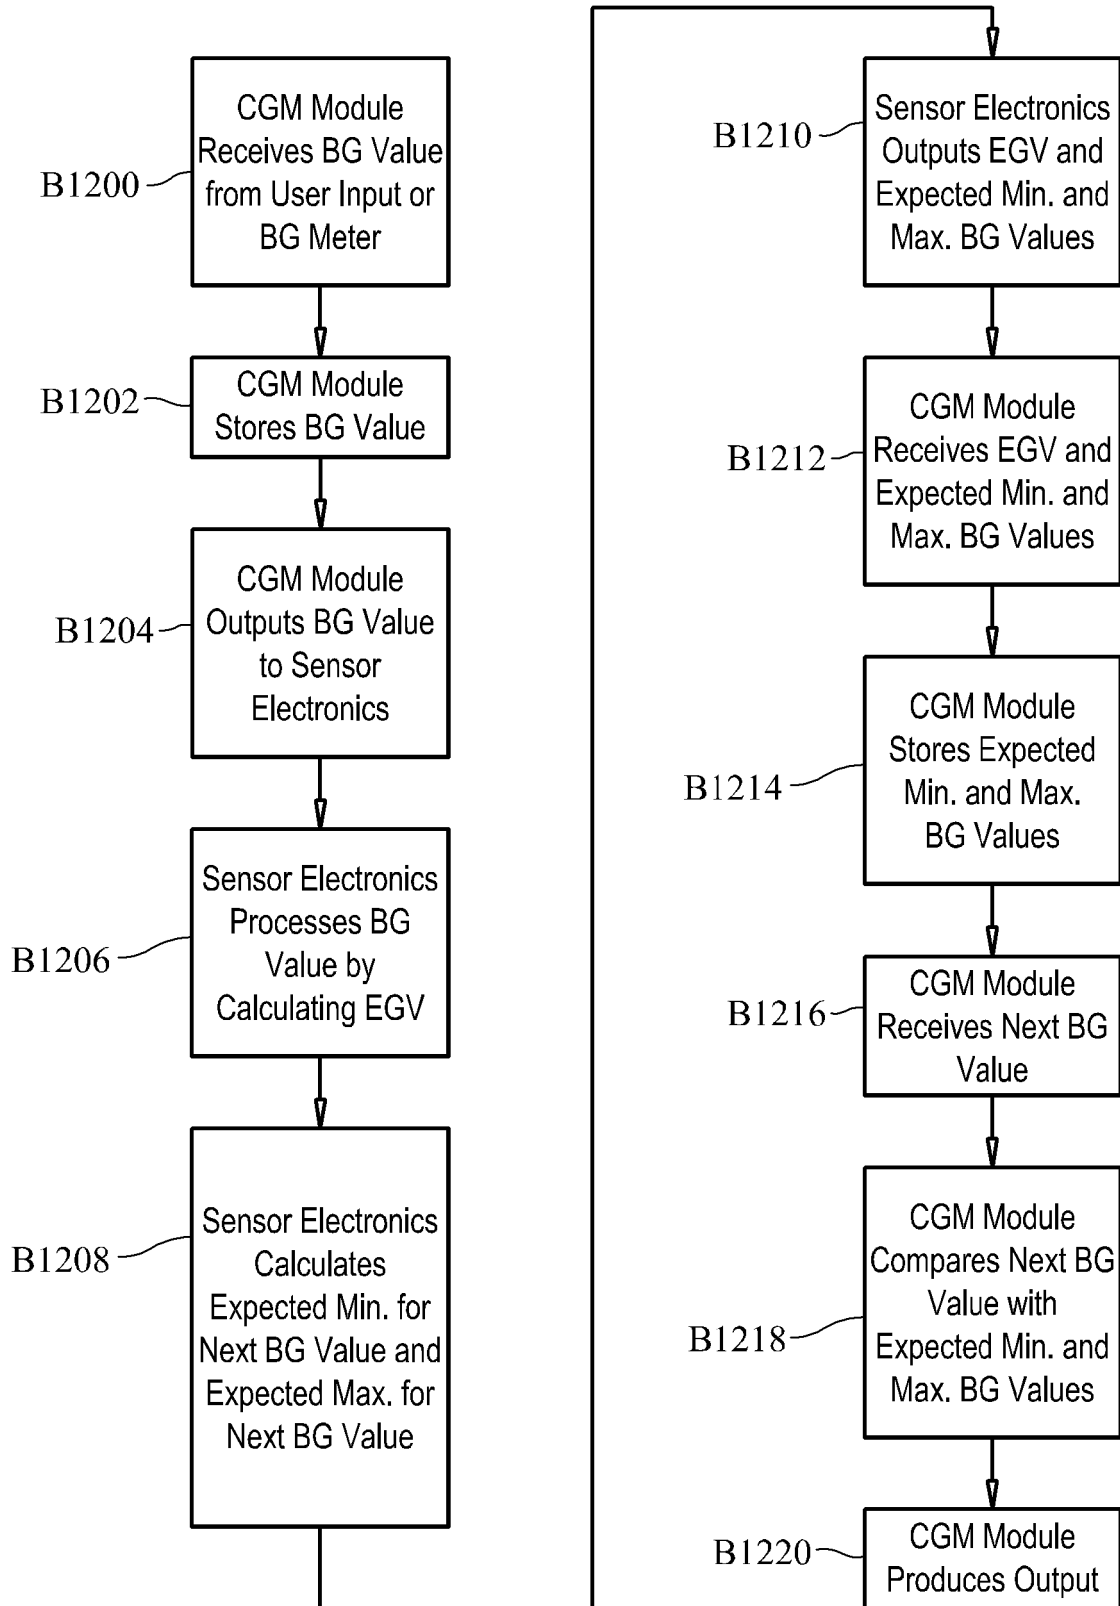 B1200
CGM Module
Receives BG Value
from User Input or
BG Meter
B1202
CGM Module
Stores BG Value
B1204
CGM Module
Outputs BG Value
to Sensor
Electronics
B1206
Sensor Electronics
Processes BG
Value by
Calculating EGV
B1208
Sensor Electronics
Calculates
Expected Min. for
Next BG Value and
Expected Max. for
Next BG Value
B1210
Sensor Electronics
Outputs EGV and
Expected Min. and
Max. BG Values
B1212
CGM Module
Receives EGV and
Expected Min. and
Max. BG Values
B1214
CGM Module
Stores Expected
Min. and Max.
BG Values
B1216
CGM Module
Receives Next BG
Value
B1218
CGM Module
Compares Next BG
Value with
Expected Min. and
Max. BG Values
B1220
CGM Module
Produces Output